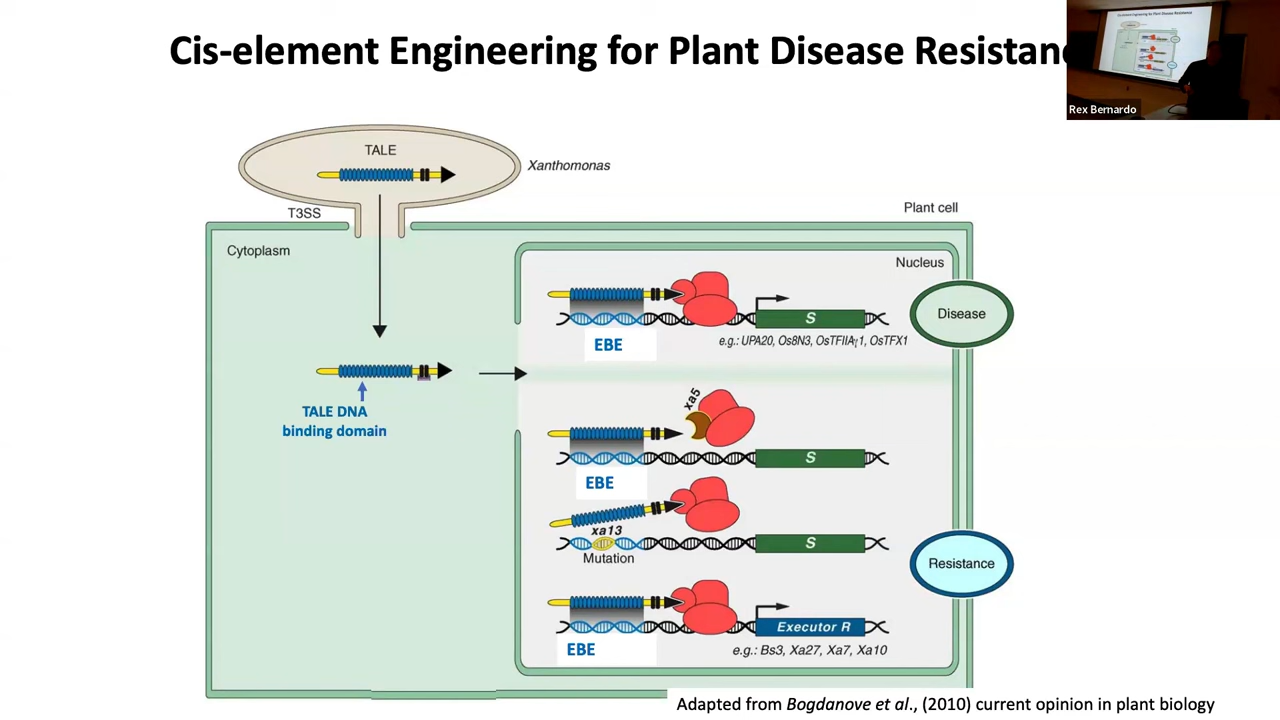 Cis-element Engineering for Plant Disease Resistan
Rex Bernardo
TALE
Xanthomonas
T3SS
Plant cell
Cytoplasm
Nucleus
S
Disease
EBE
e.g.: UPA20, Os8N3, OsTFIIAγ1, OsTFX1
TALE DNA
binding domain
xa5
S
EBE
xa13
S
Mutation
Resistance
Executor R
EBE
e.g.: Bs3, Xa27, Xa7, Xa10
Adapted from Bogdanove et al., (2010) current opinion in plant biology